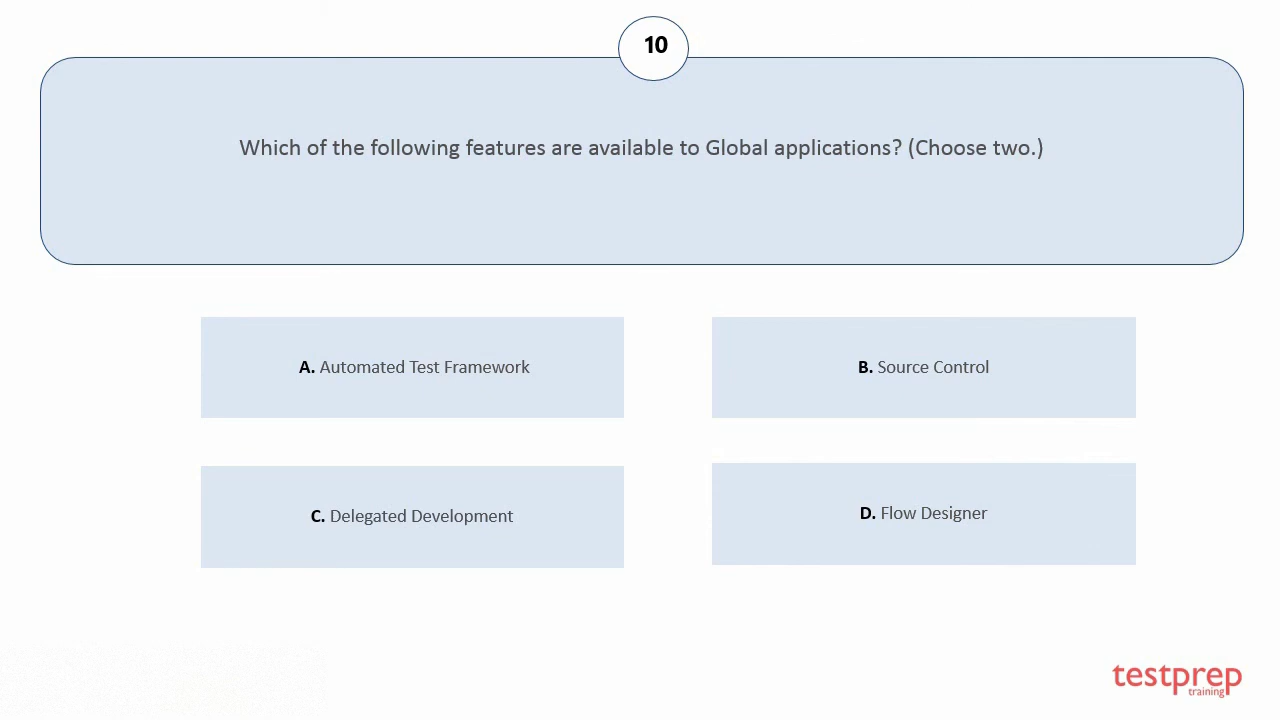 10
Which of the following features are available to Global applications? (Choose two.)
A. Automated Test Framework
B. Source Control
C. Delegated Development
D. Flow Designer
testprep
training